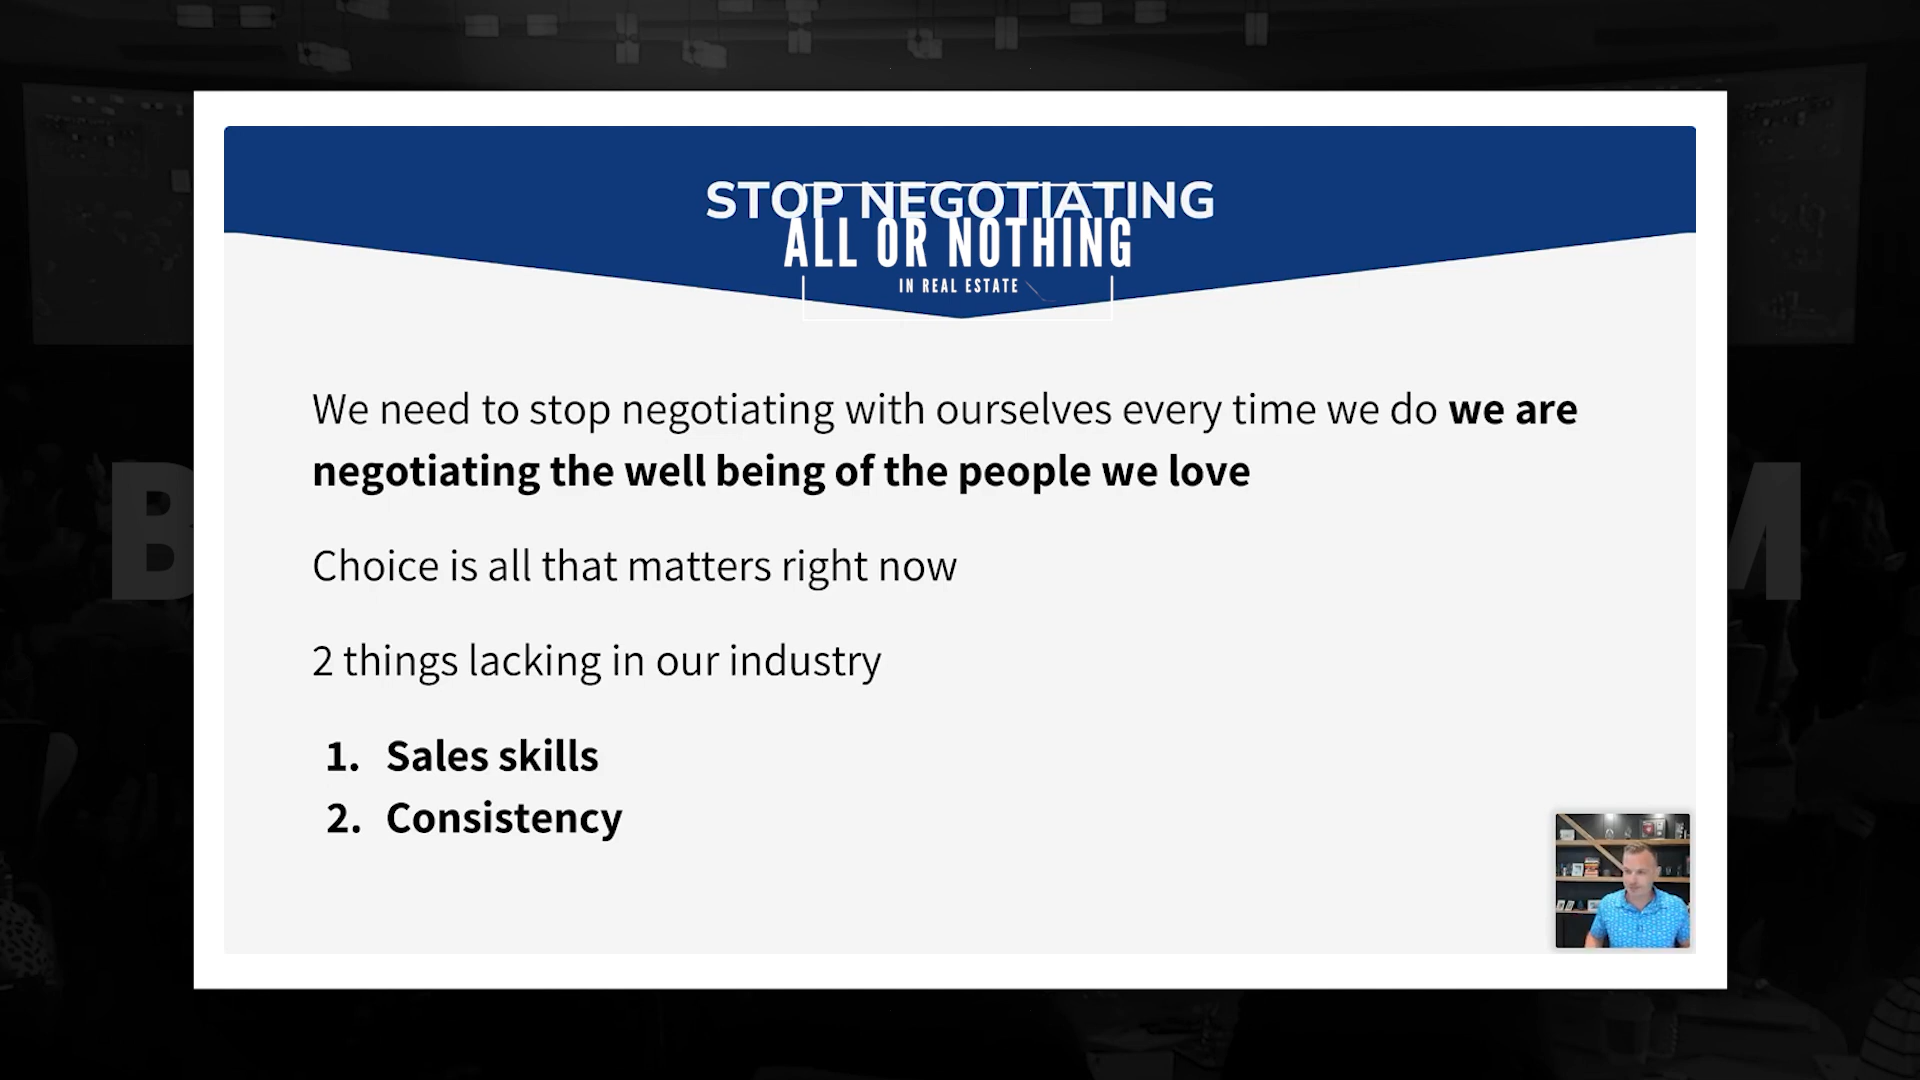 STOP NEGOTIATING
ALL OR NOTHING
IN REAL ESTATE
We need to stop negotiating with ourselves every time we do we are
negotiating the well being of the people we love
Choice is all that matters right now
2 things lacking in our industry
1. Sales skills
2. Consistency